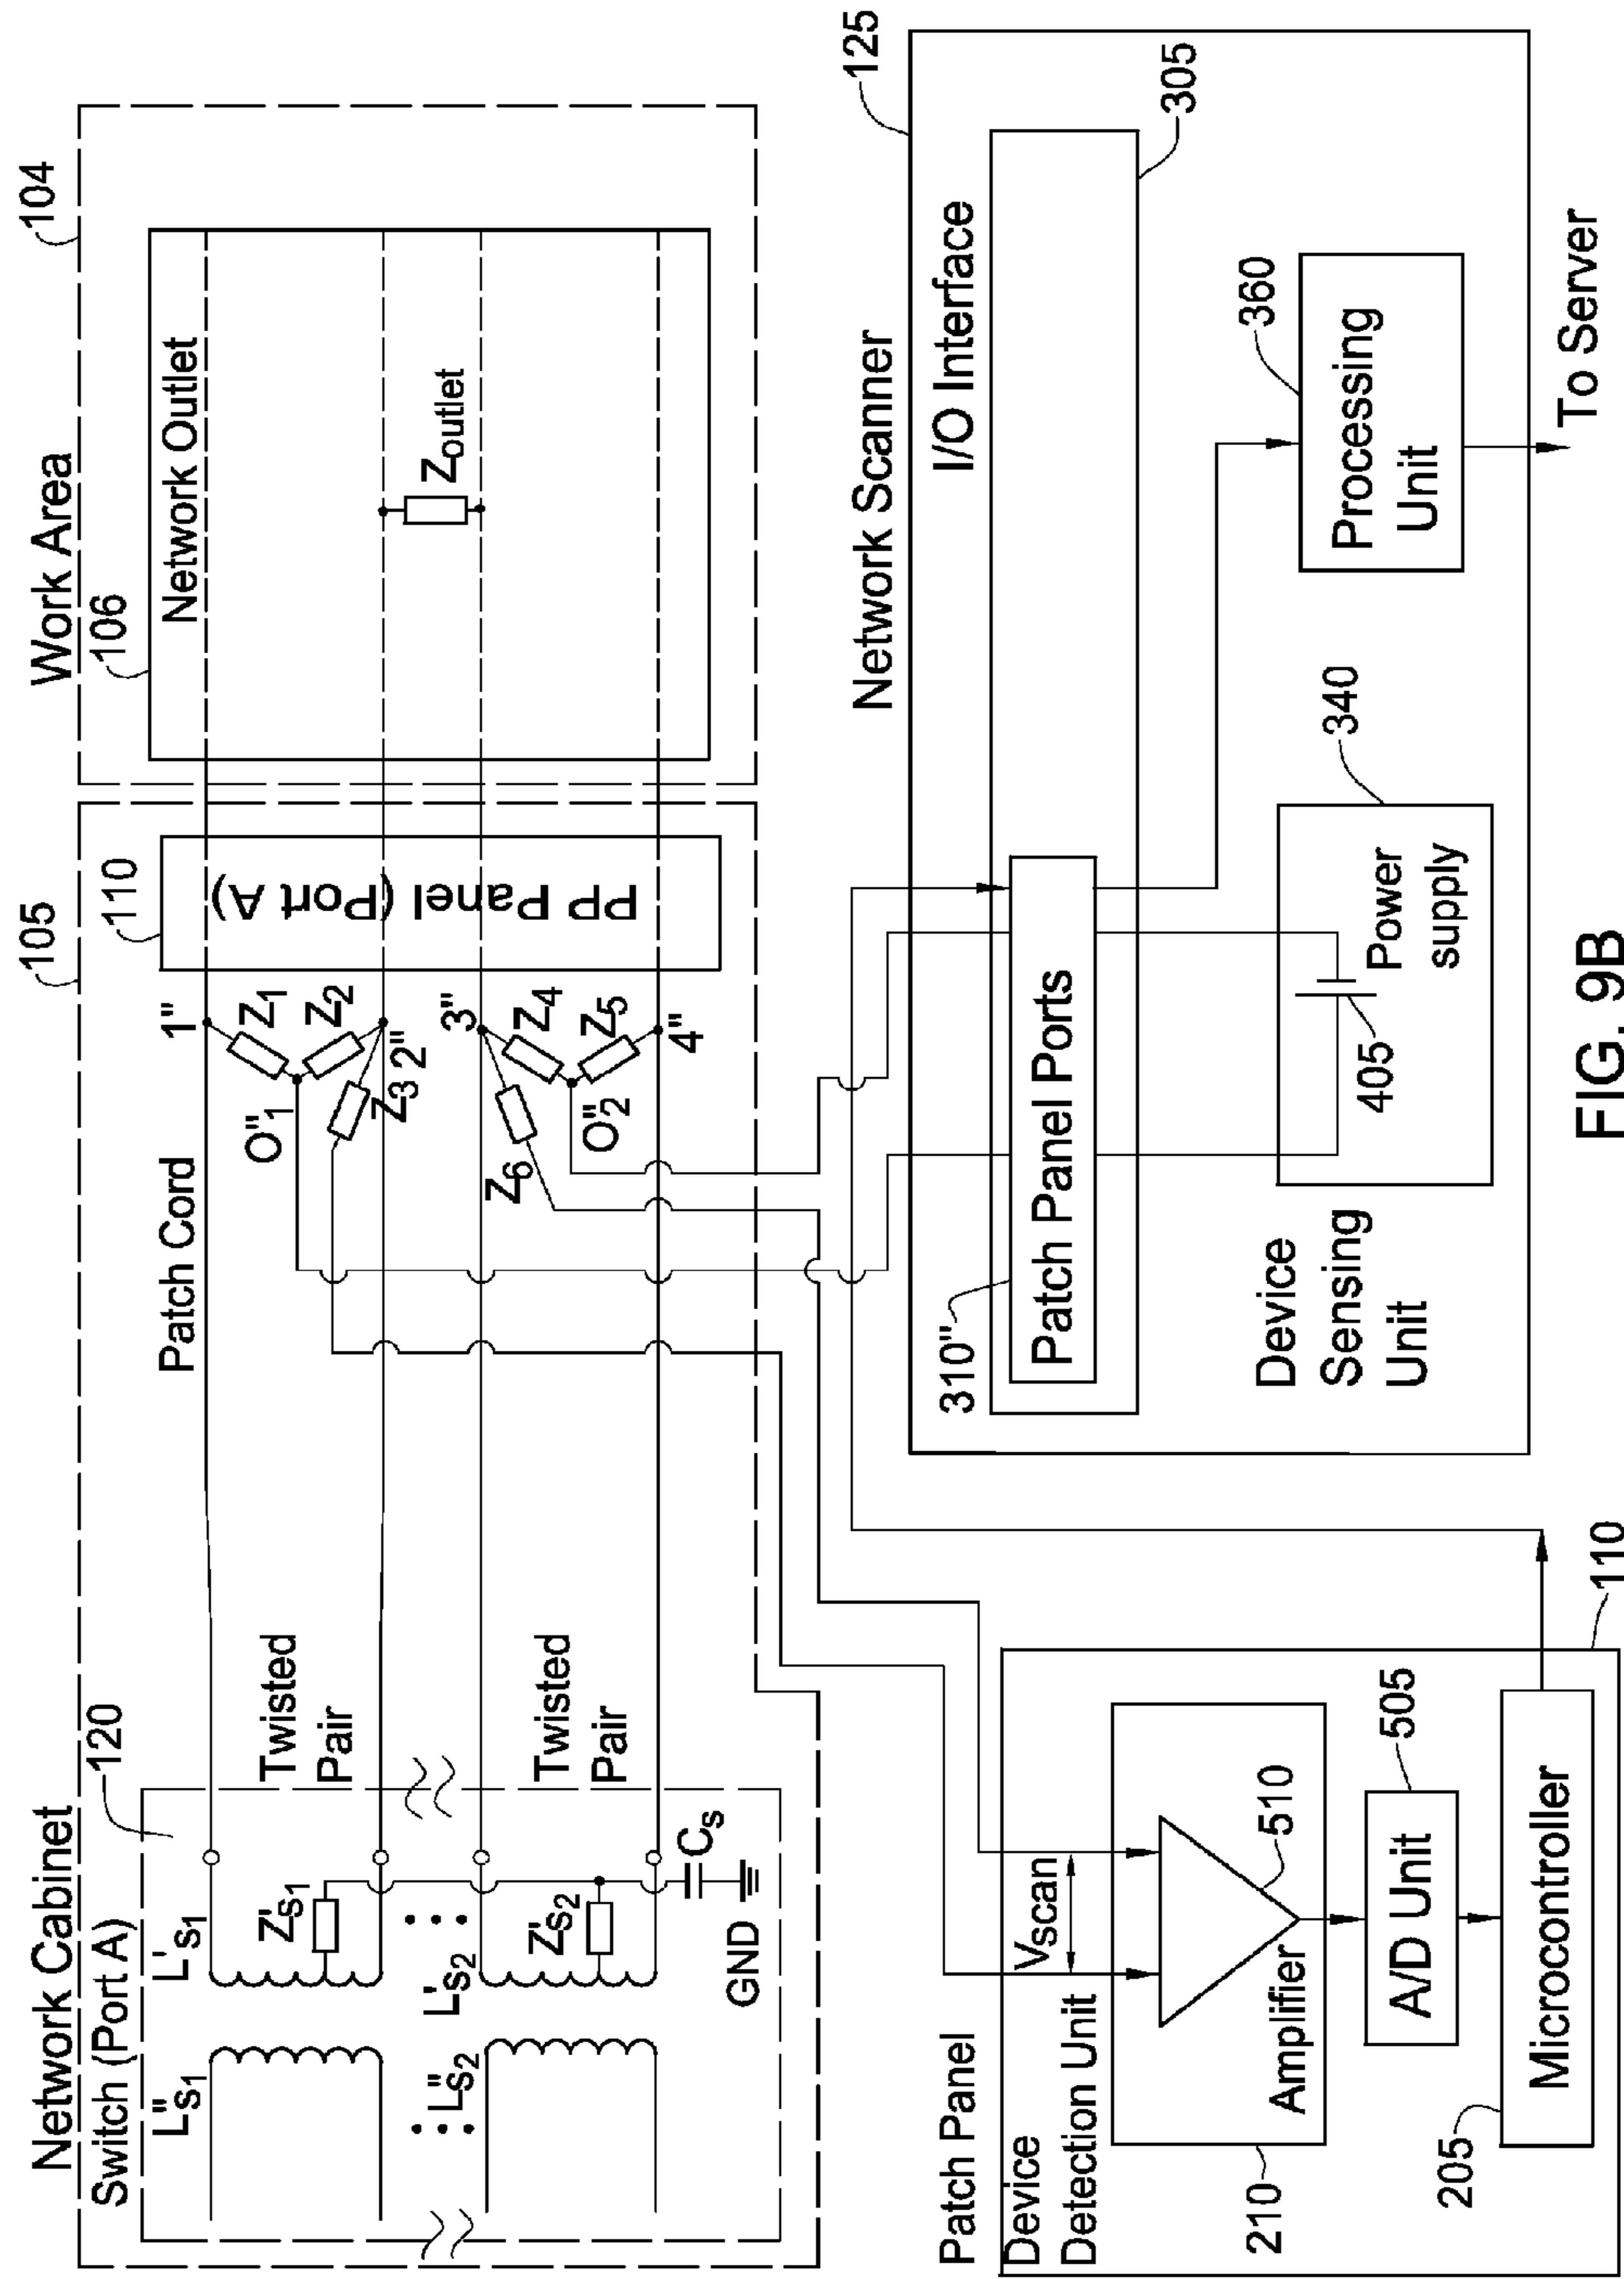 Network Cabinet
Switch (Port A)
120
L"S1
L'S1
Z'S1
L"S2
L'S2
Z'S2
CS
GND
Twisted
Pair
Twisted
Pair
Patch Cord
105
110
PP Panel (Port A)
1"
Z1
Z2
O"1
Z3
2"
3"
Z4
Z5
Z6
O"2
4"
Work Area
104
106
Network Outlet
Zoutlet
Patch Panel
110
Device
Detection Unit
Vscan
510
Amplifier
210
A/D Unit
505
Microcontroller
205
Network Scanner
125
I/O Interface
305
310"
Patch Panel Ports
Device
Sensing
Unit
340
405
Power
supply
360
Processing
Unit
To Server
FIG. 9B